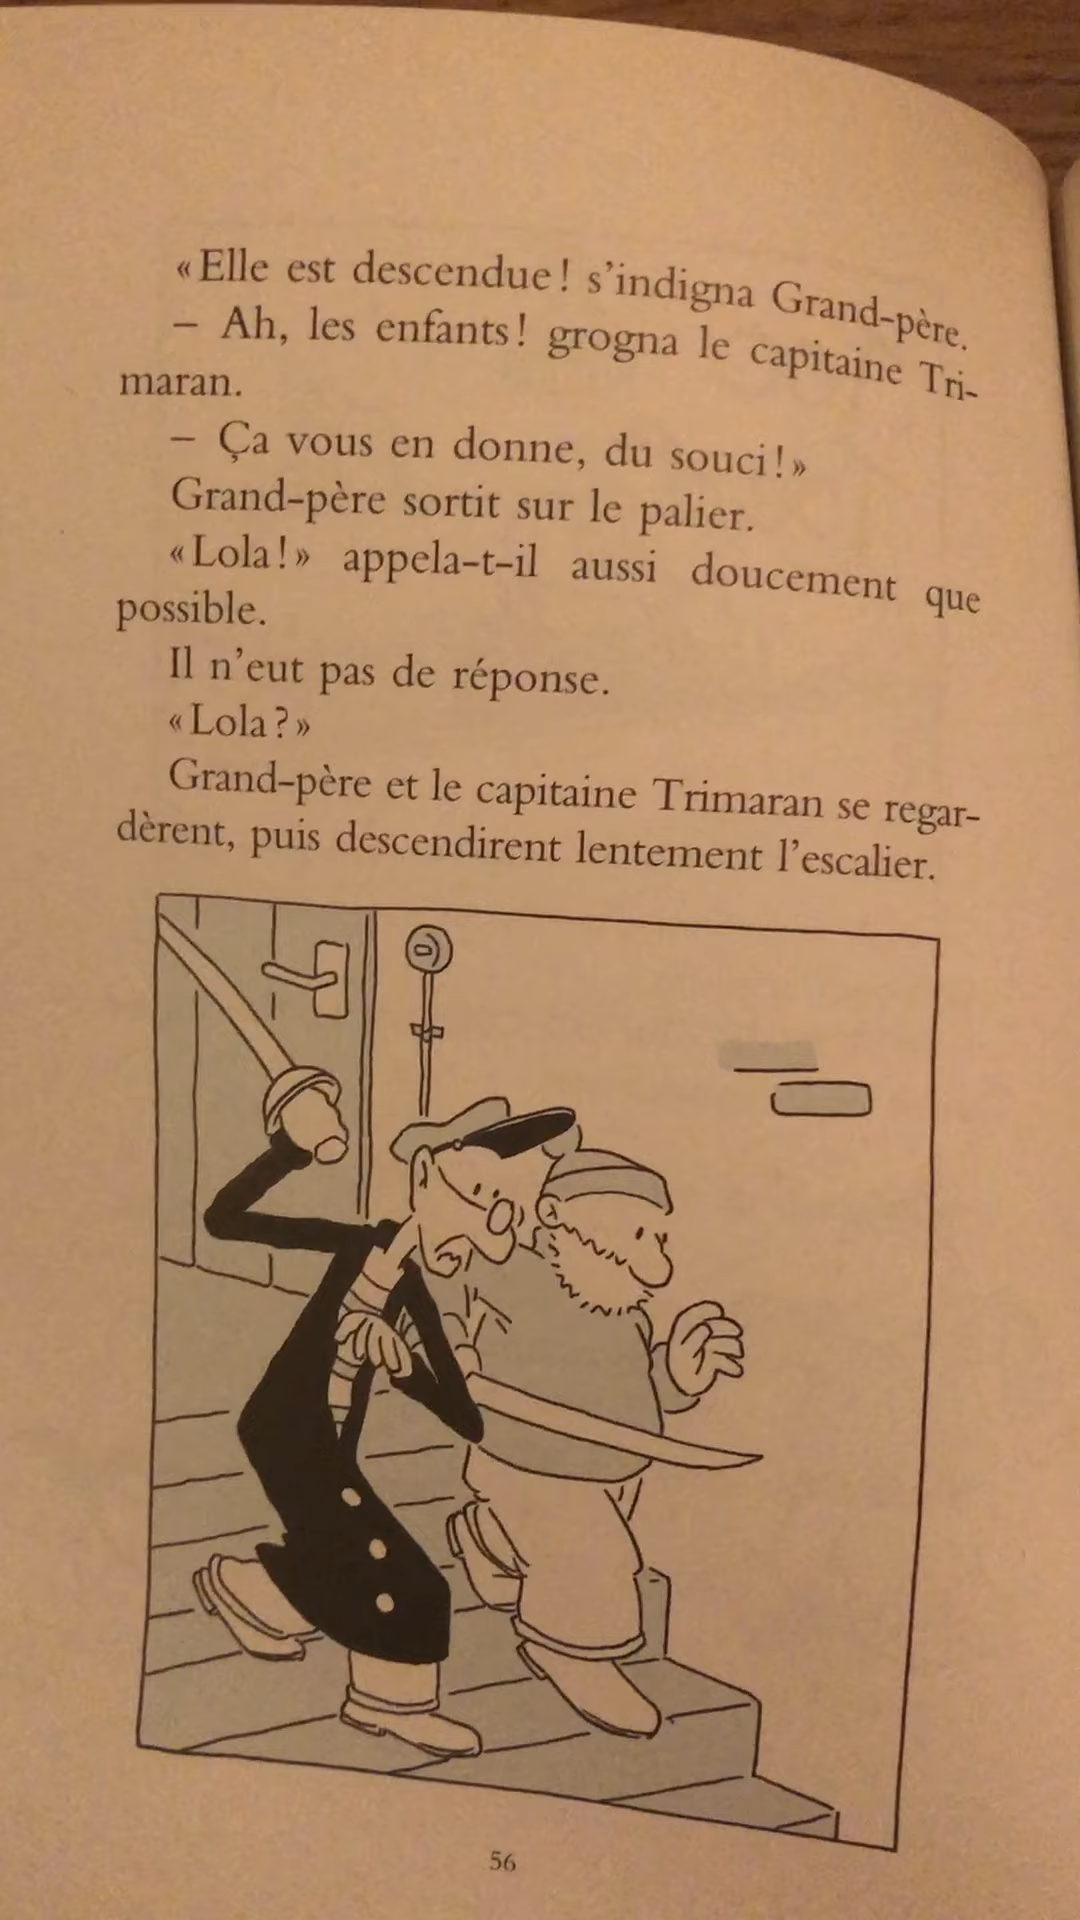 « Elle est descendue ! s’indigna Grand-père.
– Ah, les enfants ! grogna le capitaine Tri-
maran.
– Ça vous en donne, du souci ! »
Grand-père sortit sur le palier.
« Lola ! » appela-t-il aussi doucement que
possible.
Il n’eut pas de réponse.
« Lola ? »
Grand-père et le capitaine Trimaran se regar-
dèrent, puis descendirent lentement l’escalier.
56